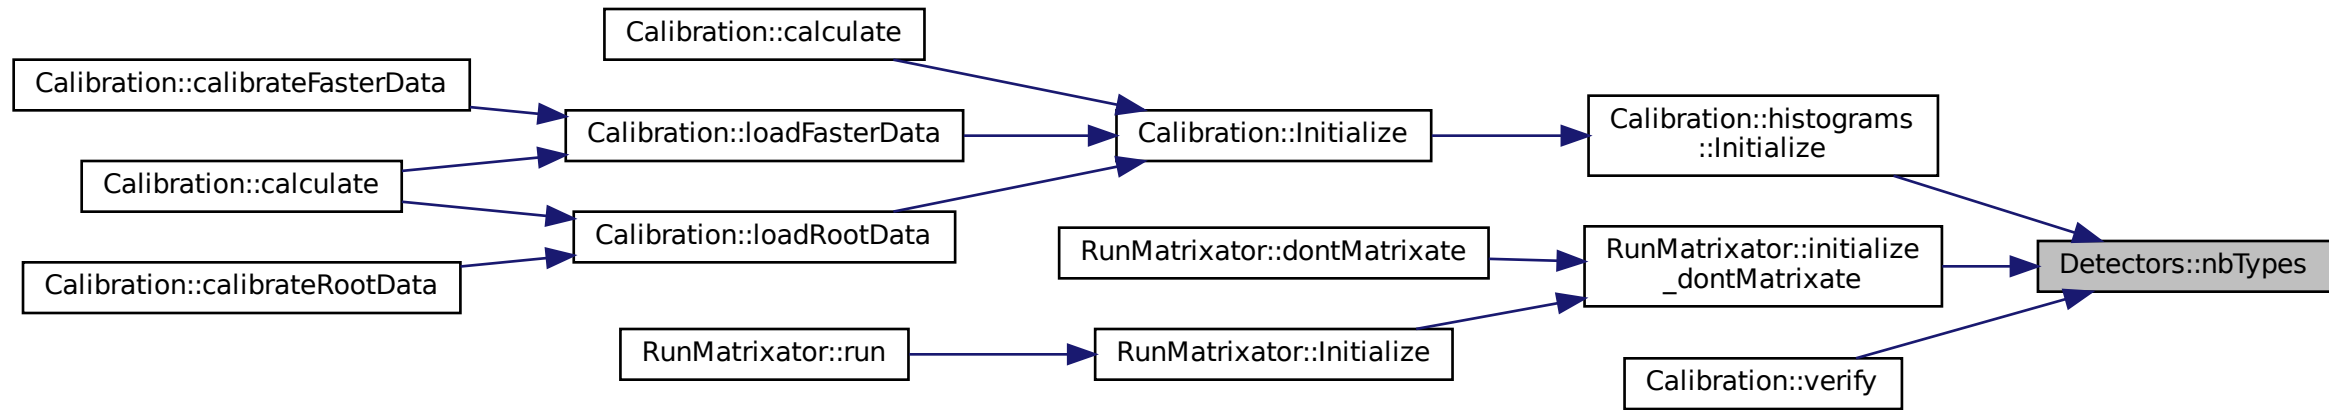 Calibration::calculate
Calibration::calibrateFasterData
Calibration::loadFasterData
Calibration::Initialize
Calibration::histograms
::Initialize
Calibration::calculate
Calibration::loadRootData
RunMatrixator::dontMatrixate
RunMatrixator::initialize
_dontMatrixate
Detectors::nbTypes
Calibration::calibrateRootData
RunMatrixator::run
RunMatrixator::Initialize
Calibration::verify